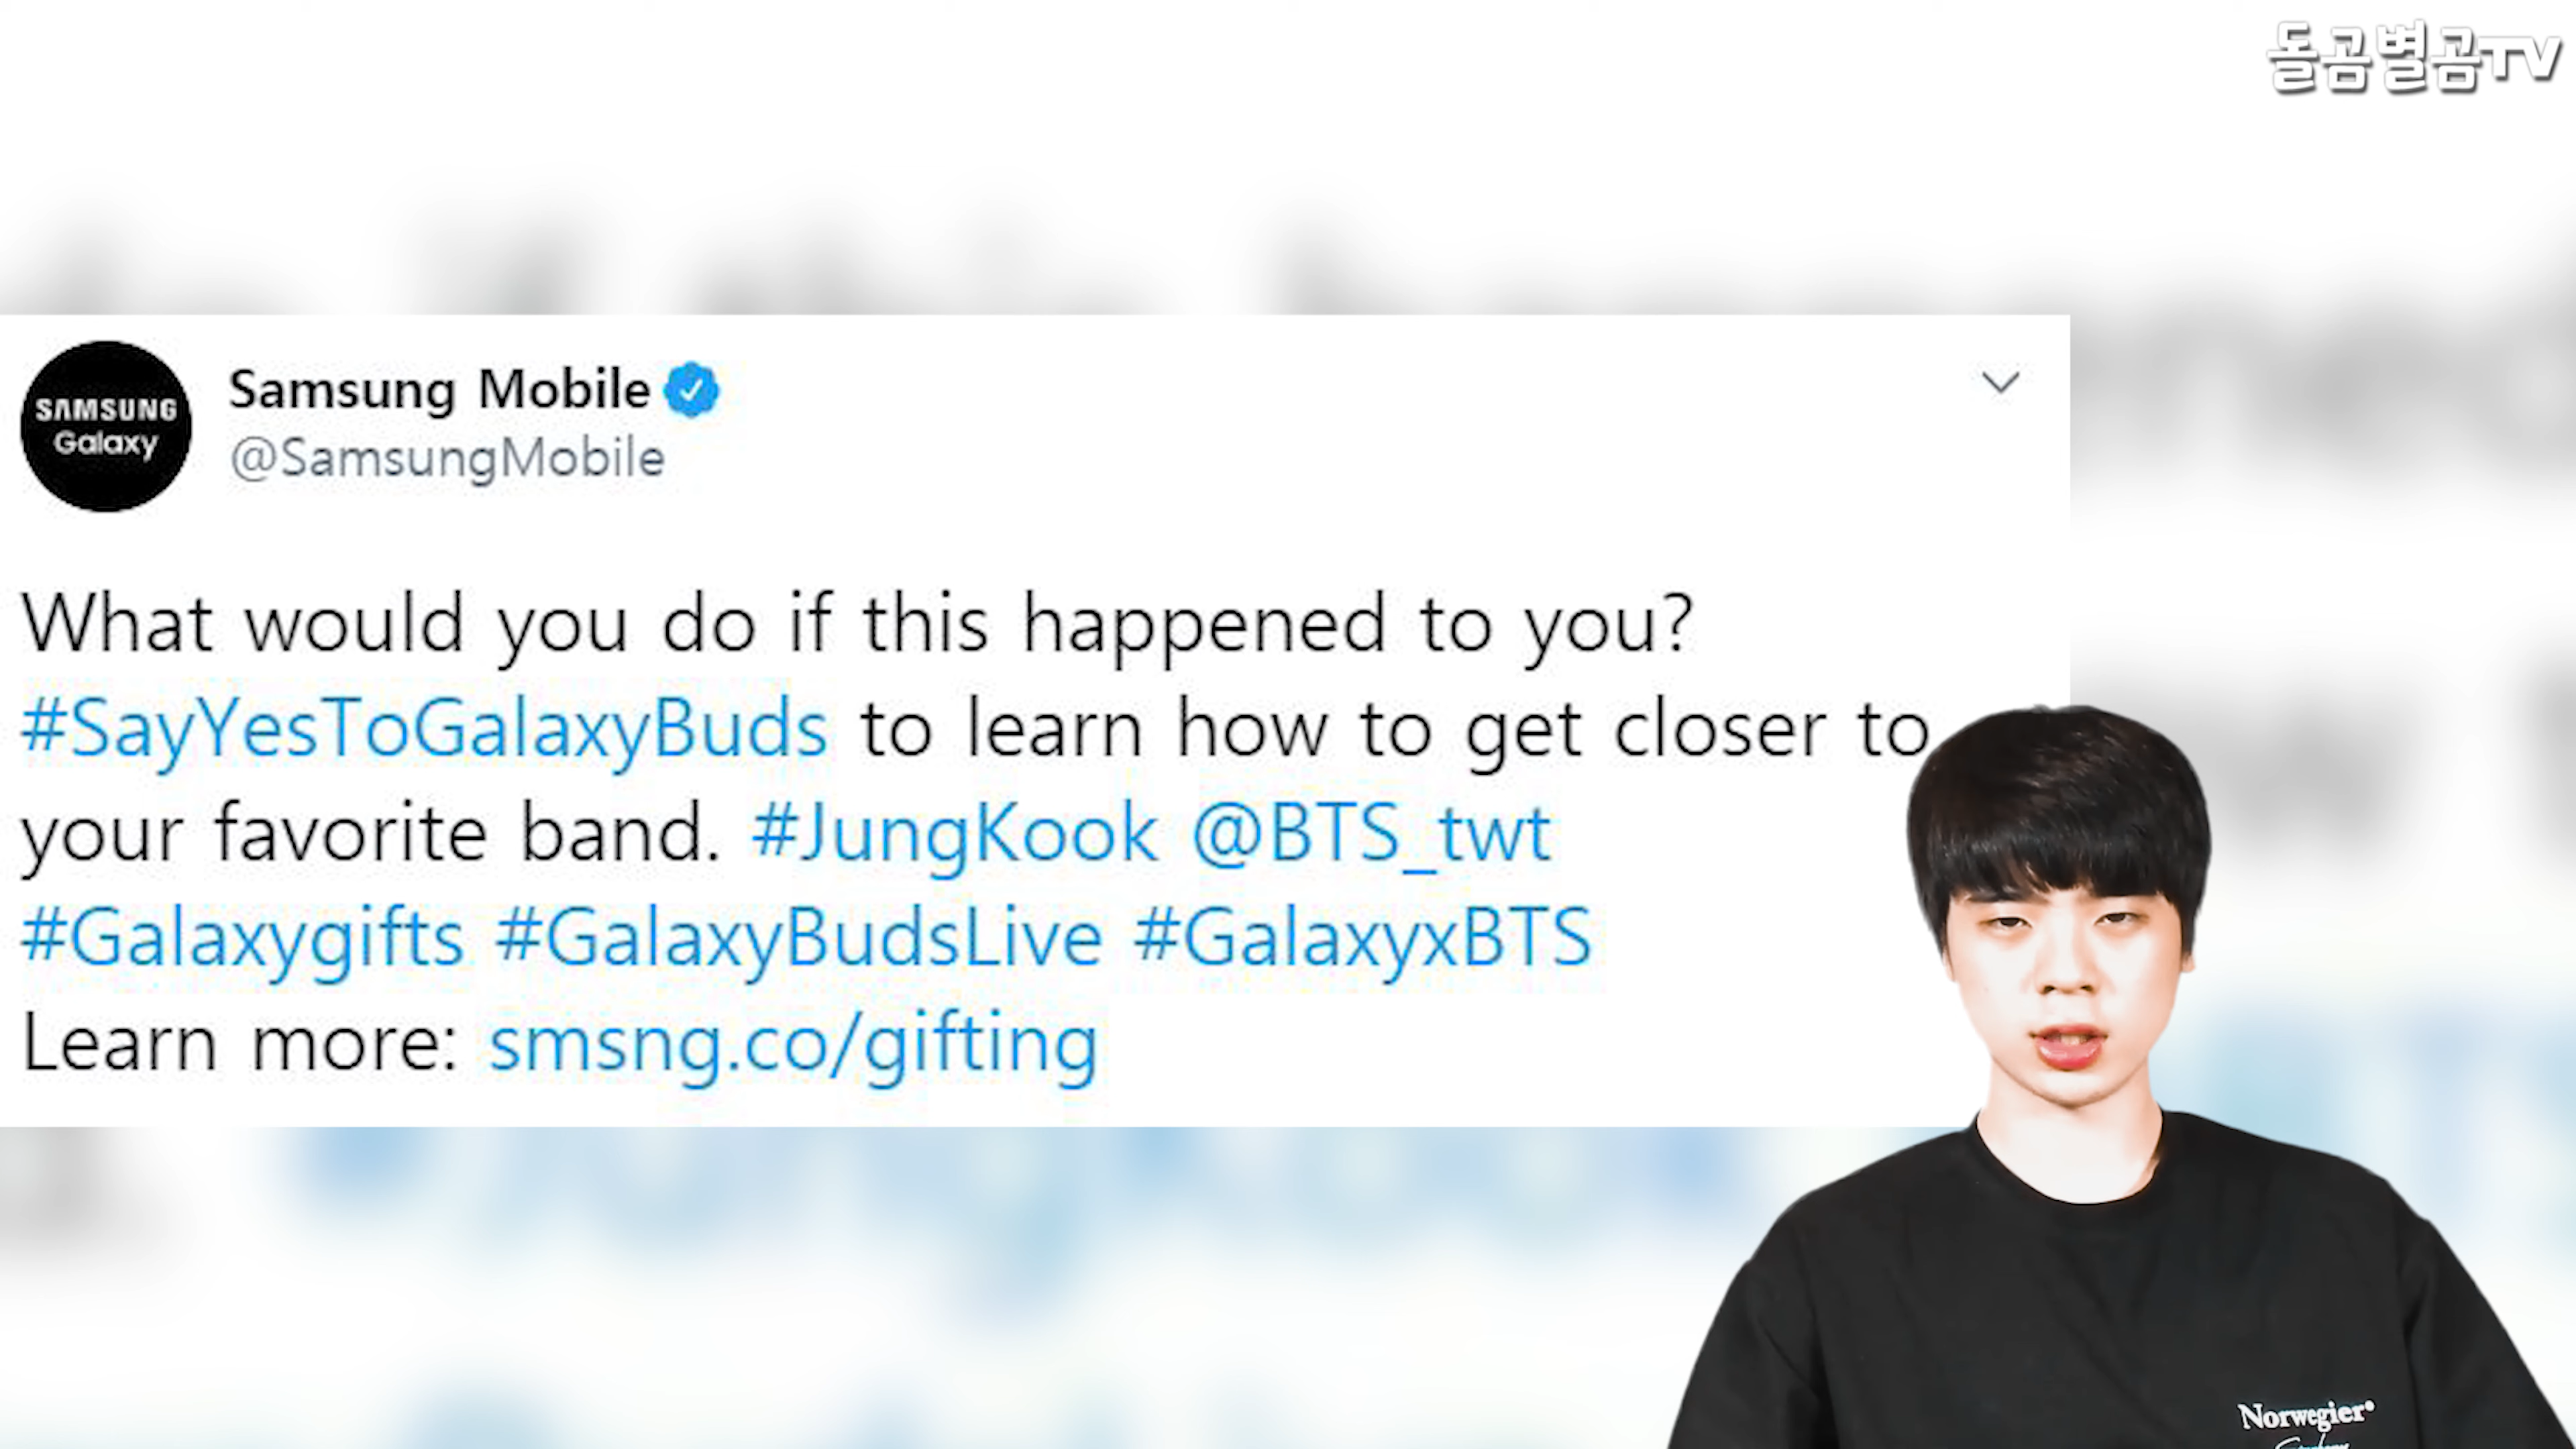 돌곰별곰TV
SAMSUNG
Galaxy
Samsung Mobile
@SamsungMobile
What would you do if this happened to you?
#SayYesToGalaxyBuds to learn how to get closer to
your favorite band. #JungKook @BTS_twt
#Galaxygifts #GalaxyBudsLive #GalaxyxBTS
Learn more: smsng.co/gifting
Norwegier®